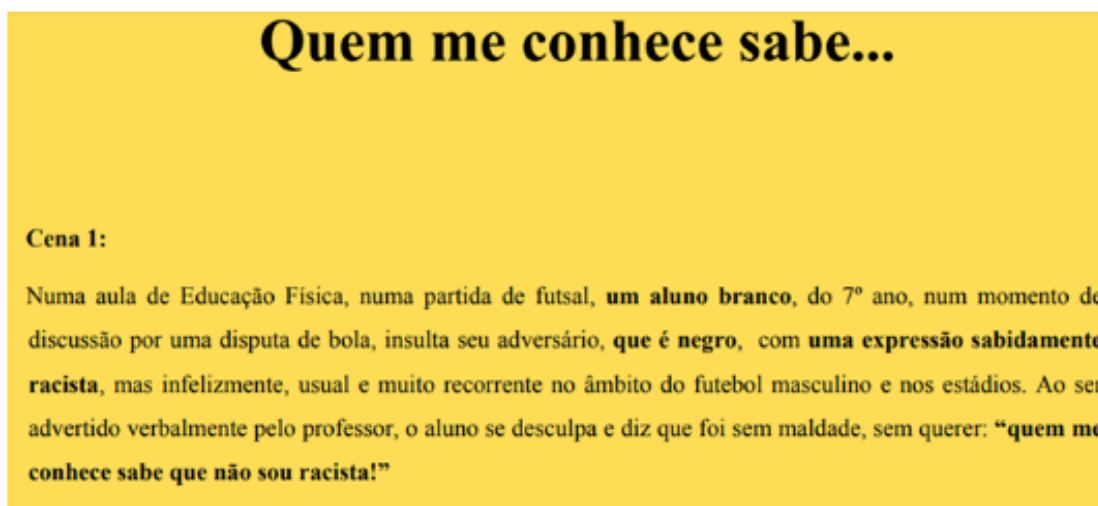 Quem me conhece sabe...
Cena 1:
Numa aula de Educação Física, numa partida de futsal, um aluno branco, do 7º ano, num momento de
discussão por uma disputa de bola, insulta seu adversário, que é negro, com uma expressão sabidamente
racista, mas infelizmente, usual e muito recorrente no âmbito do futebol masculino e nos estádios. Ao ser
advertido verbalmente pelo professor, o aluno se desculpa e diz que foi sem maldade, sem querer: “quem me
conhece sabe que não sou racista!”